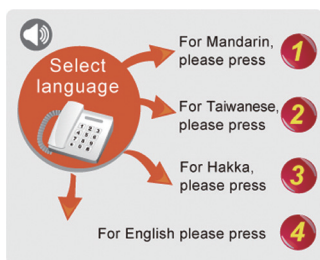 Select
language
For Mandarin,
please press
1
For Taiwanese,
please press
2
For Hakka,
please press
3
For English please press
4